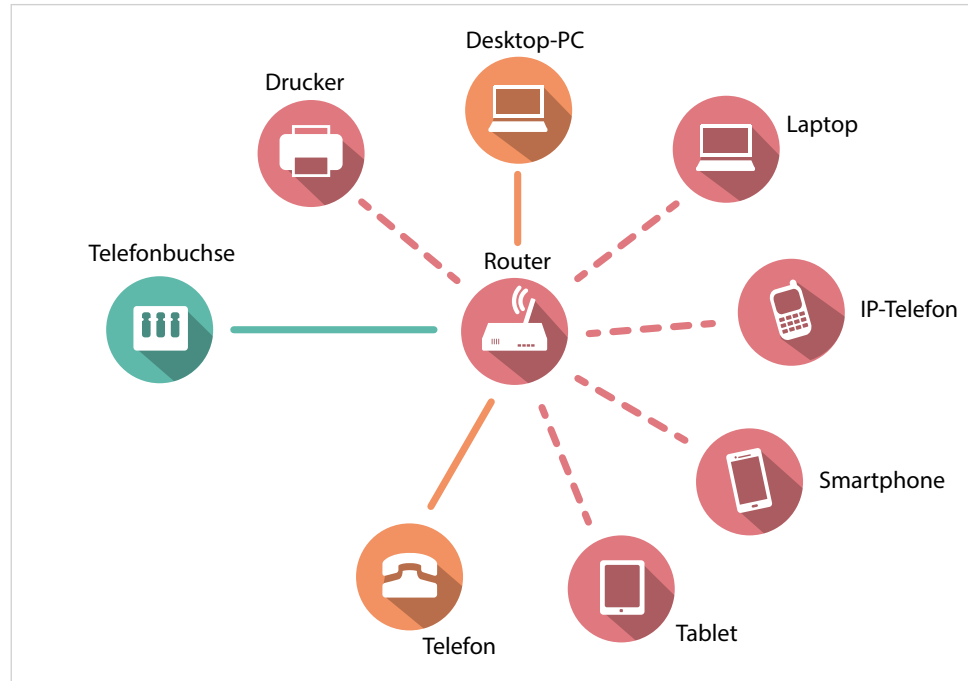 Desktop-PC
Drucker
Laptop
Telefonbuchse
Router
IP-Telefon
Smartphone
Tablet
Telefon